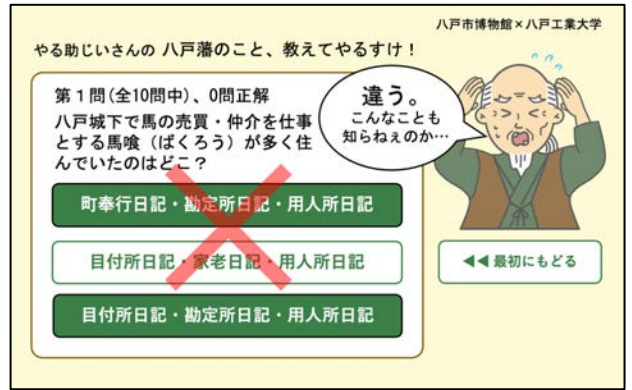 八戸市博物館×八戸工業大学
やる助じいさんの 八戸藩のこと、教えてやるすけ！
第１問(全10問中)、0問正解
八戸城下で馬の売買・仲介を仕事
とする馬喰（ばくろう）が多く住
んでいたのはどこ？
違う。
こんなことも
知らねぇのか…
町奉行日記・勘定所日記・用人所日記
目付所日記・家老日記・用人所日記
目付所日記・勘定所日記・用人所日記
◀◀ 最初にもどる